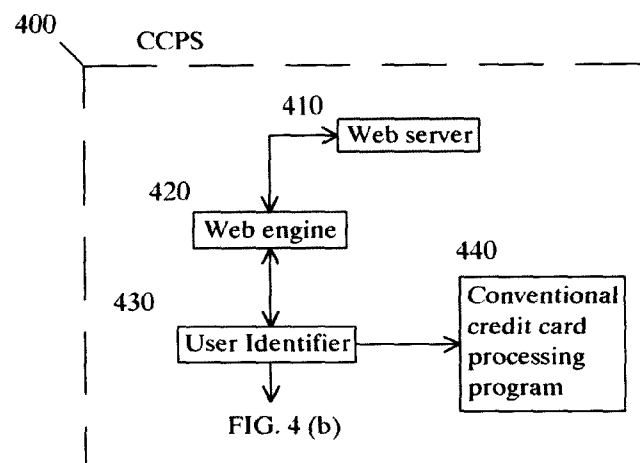 400
CCPS
410
Web server
420
Web engine
440
430
Conventional
credit card
processing
program
User Identifier
FIG. 4 (b)